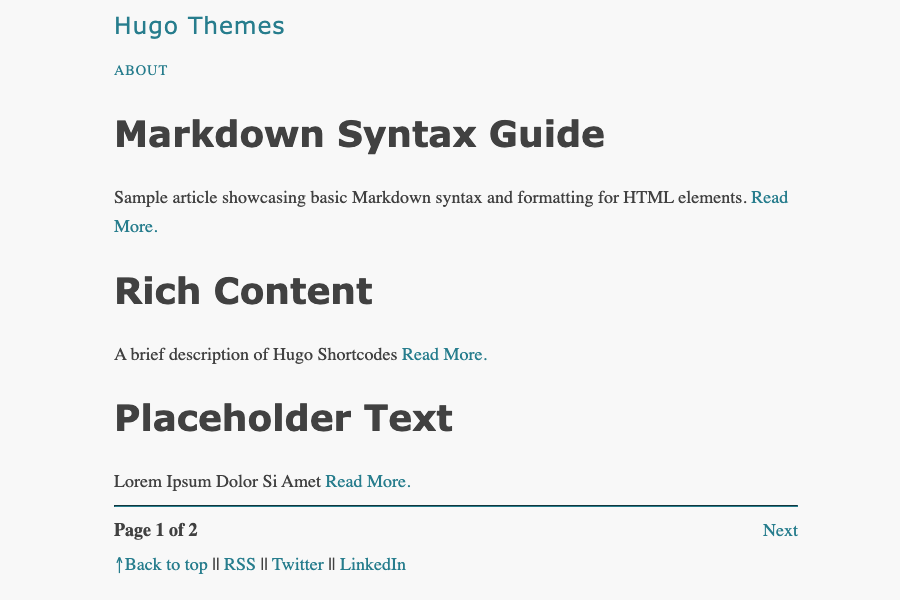 Hugo Themes
ABOUT
Markdown Syntax Guide
Sample article showcasing basic Markdown syntax and formatting for HTML elements. Read
More.
Rich Content
A brief description of Hugo Shortcodes Read More.
Placeholder Text
Lorem Ipsum Dolor Si Amet Read More.
Page 1 of 2 Next
↑Back to top || RSS || Twitter || LinkedIn